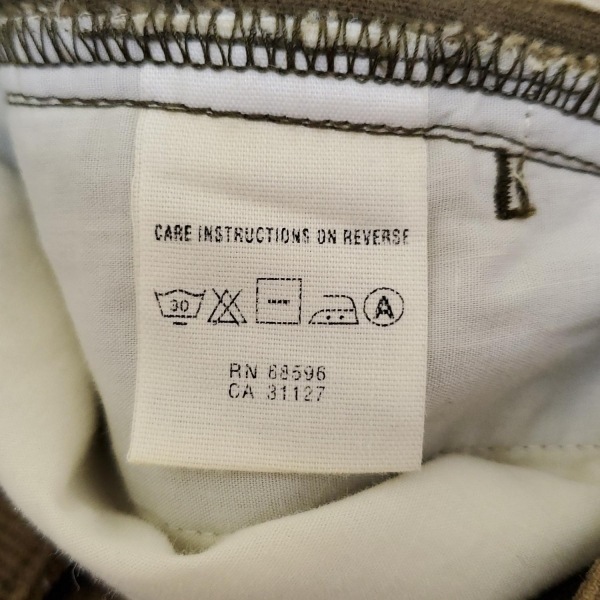 CARE INSTRUCTIONS ON REVERSE
30 A
RN 68596
CA 31127